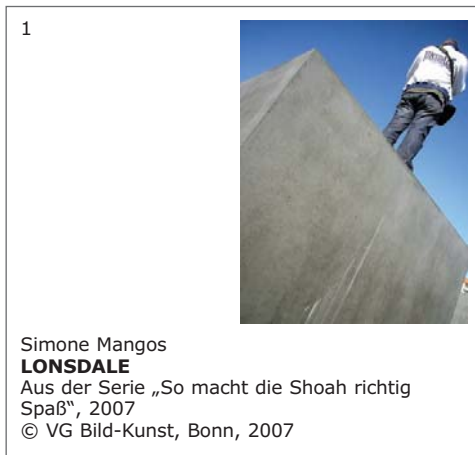 1
Simone Mangos
LONSDALE
Aus der Serie „So macht die Shoah richtig
Spaß“, 2007
© VG Bild-Kunst, Bonn, 2007